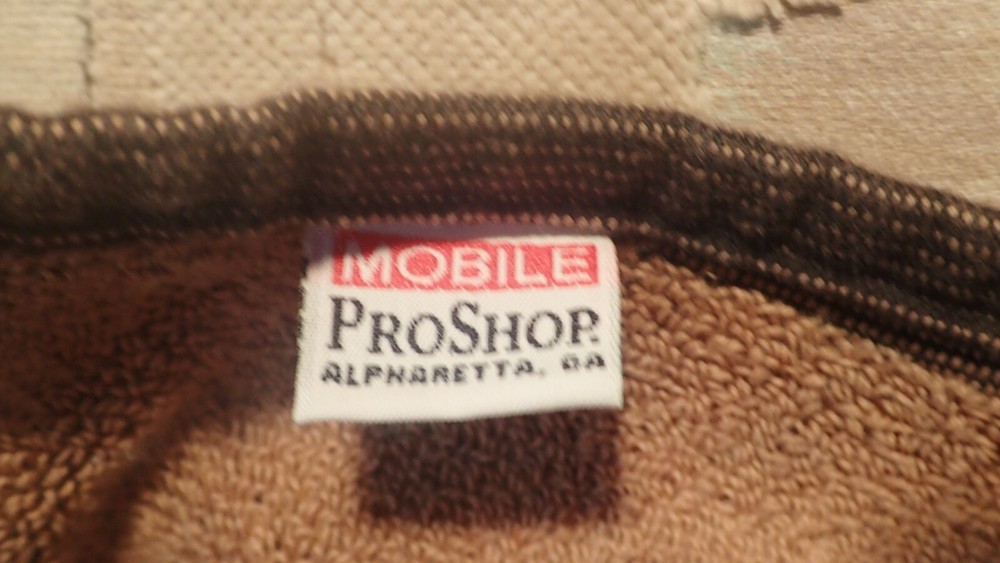 MOBILE
PROSHOP.
ALPHARETTA, GA